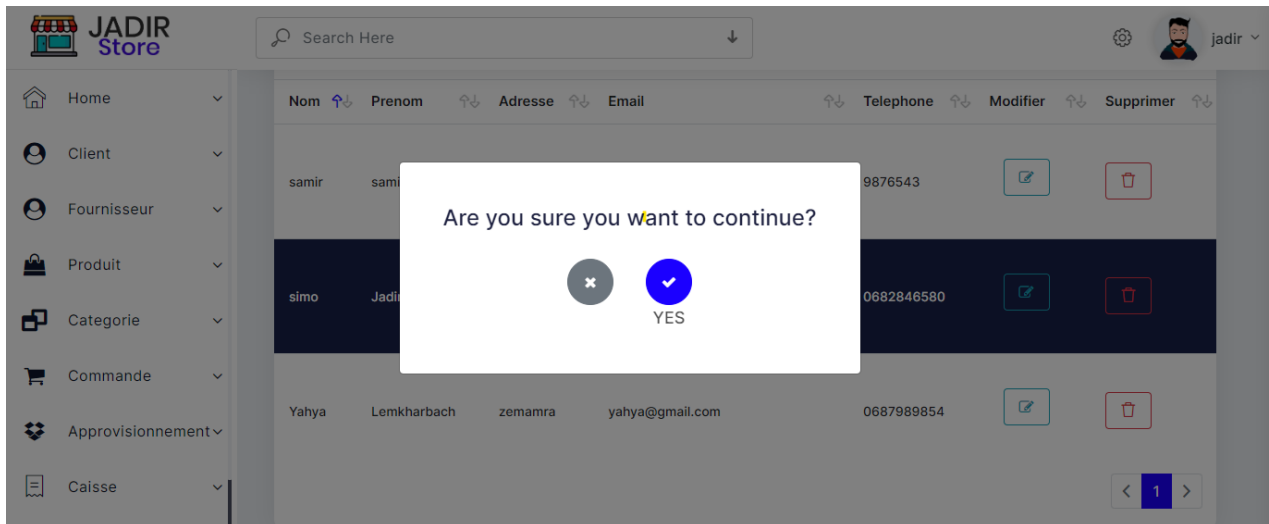 JADIR
Store
Search Here
jadir
Home
Client
Fournisseur
Produit
Categorie
Commande
Approvisionnement
Caisse
Nom Prenom Adresse Email Telephone Modifier Supprimer
samir 9876543
Are you sure you want to continue?
YES
simo 0682846580
Yahya Lemkharbach zemamra yahya@gmail.com 0687989854
1